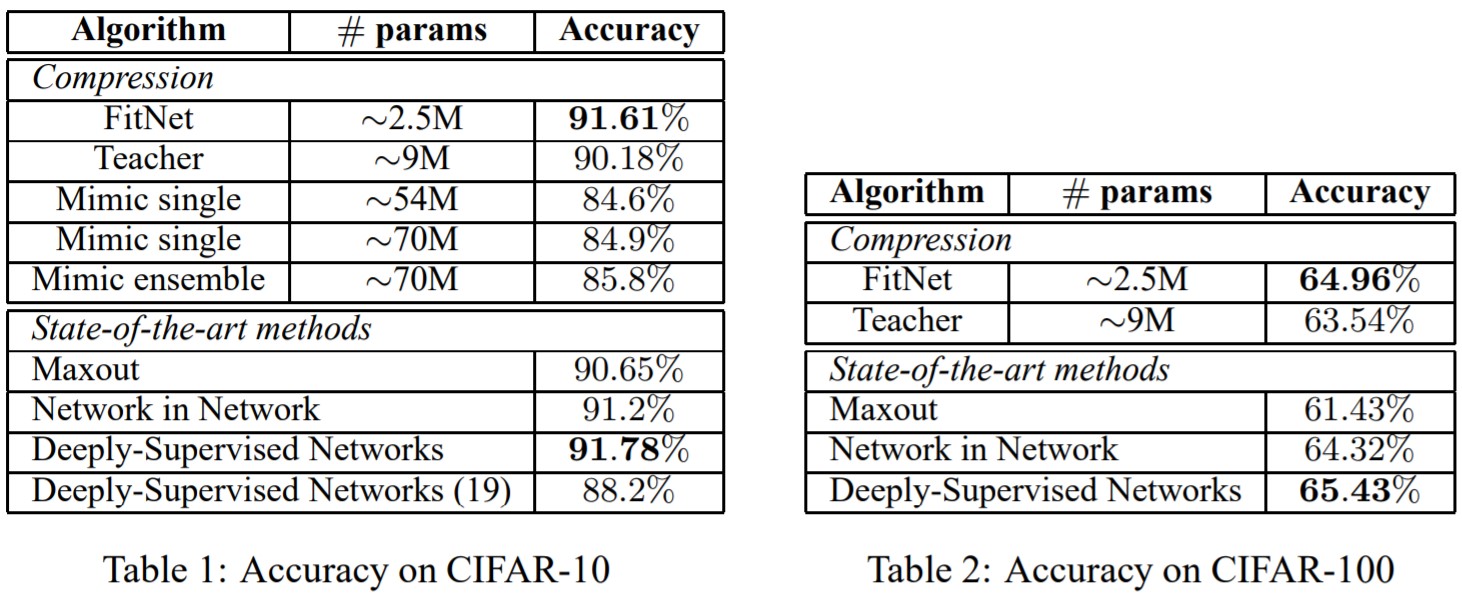 Algorithm # params Accuracy
Compression
FitNet ∼2.5M 91.61%
Teacher ∼9M 90.18%
Mimic single ∼54M 84.6%
Mimic single ∼70M 84.9%
Mimic ensemble ∼70M 85.8%
State-of-the-art methods
Maxout 90.65%
Network in Network 91.2%
Deeply-Supervised Networks 91.78%
Deeply-Supervised Networks (19) 88.2%
Table 1: Accuracy on CIFAR-10
Algorithm # params Accuracy
Compression
FitNet ∼2.5M 64.96%
Teacher ∼9M 63.54%
State-of-the-art methods
Maxout 61.43%
Network in Network 64.32%
Deeply-Supervised Networks 65.43%
Table 2: Accuracy on CIFAR-100